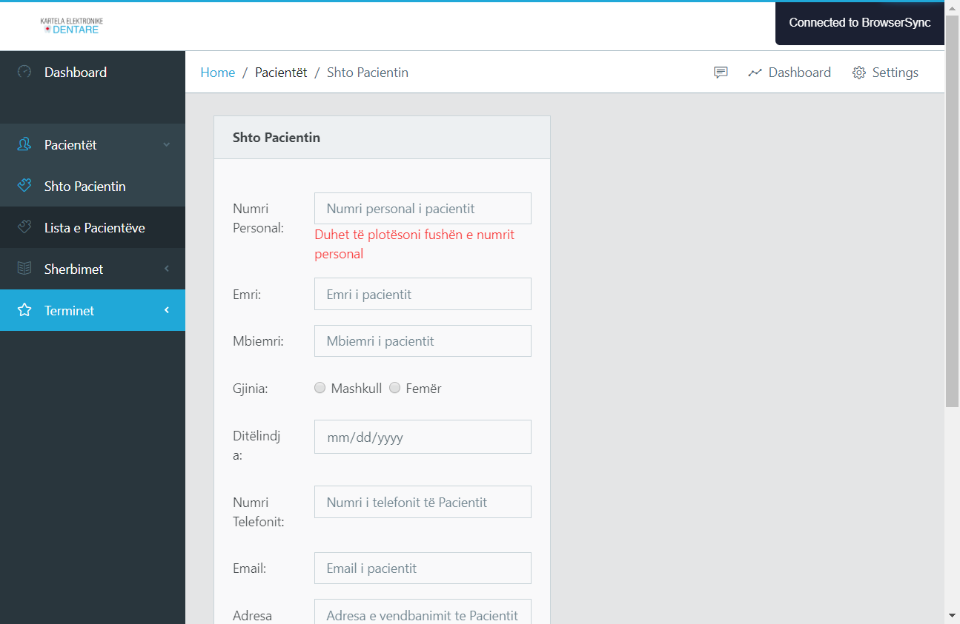 KARTELA ELEKTRONIKE
DENTARE
Connected to BrowserSync
Dashboard
Pacientët
Shto Pacientin
Lista e Pacientëve
Sherbimet
Terminet
Home / Pacientët / Shto Pacientin
Dashboard
Settings
Shto Pacientin
Numri
Personal:
Numri personal i pacientit
Duhet të plotësoni fushën e numrit
personal
Emri:
Emri i pacientit
Mbiemri:
Mbiemri i pacientit
Gjinia:
Mashkull
Femër
Ditëlindj
a:
mm/dd/yyyy
Numri
Telefonit:
Numri i telefonit të Pacientit
Email:
Email i pacientit
Adresa
Adresa e vendbanimit te Pacientit